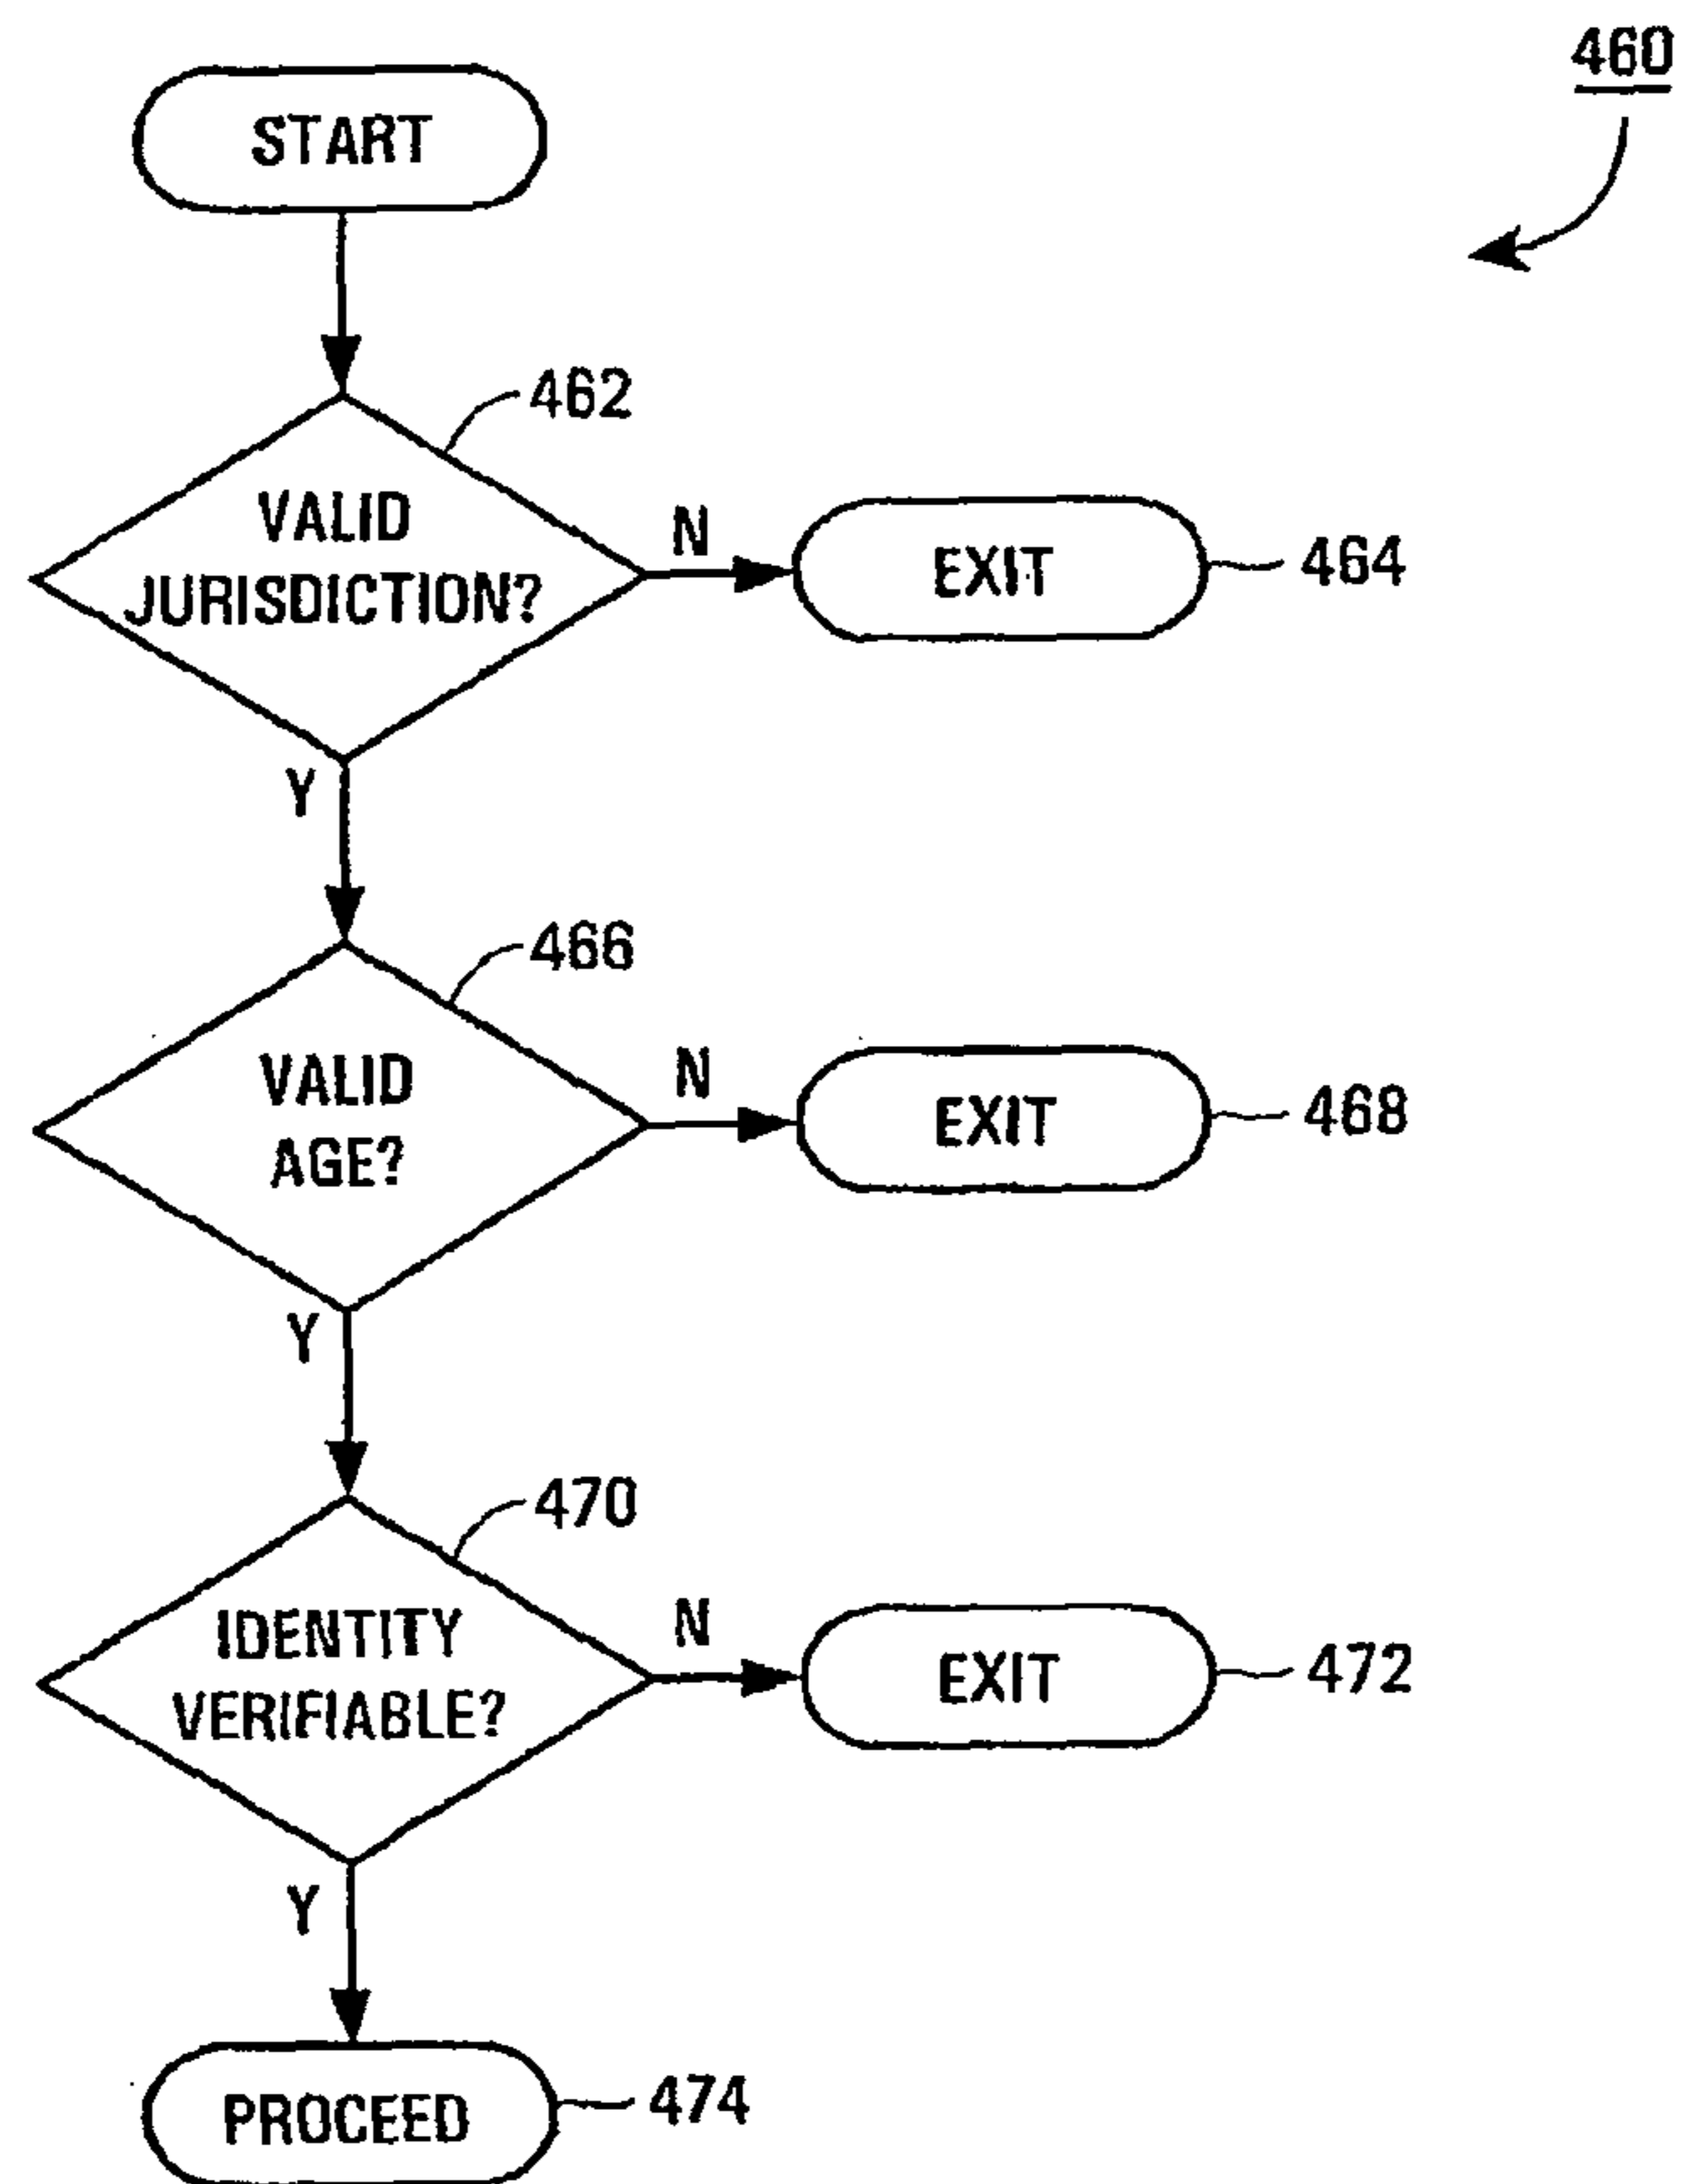 460
START
462
VALID
JURISDICTION?
N
EXIT
464
Y
466
VALID
AGE?
N
EXIT
468
Y
470
IDENTITY
VERIFIABLE?
N
EXIT
472
Y
PROCEED
474